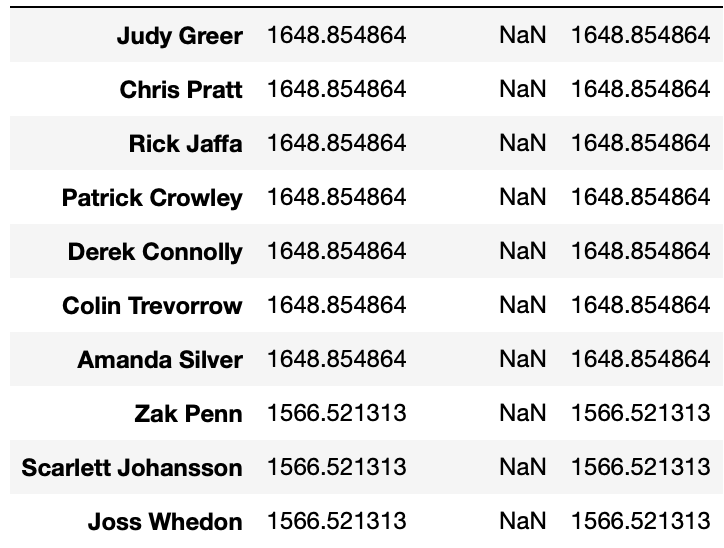 Judy Greer 1648.854864 NaN 1648.854864
Chris Pratt 1648.854864 NaN 1648.854864
Rick Jaffa 1648.854864 NaN 1648.854864
Patrick Crowley 1648.854864 NaN 1648.854864
Derek Connolly 1648.854864 NaN 1648.854864
Colin Trevorrow 1648.854864 NaN 1648.854864
Amanda Silver 1648.854864 NaN 1648.854864
Zak Penn 1566.521313 NaN 1566.521313
Scarlett Johansson 1566.521313 NaN 1566.521313
Joss Whedon 1566.521313 NaN 1566.521313